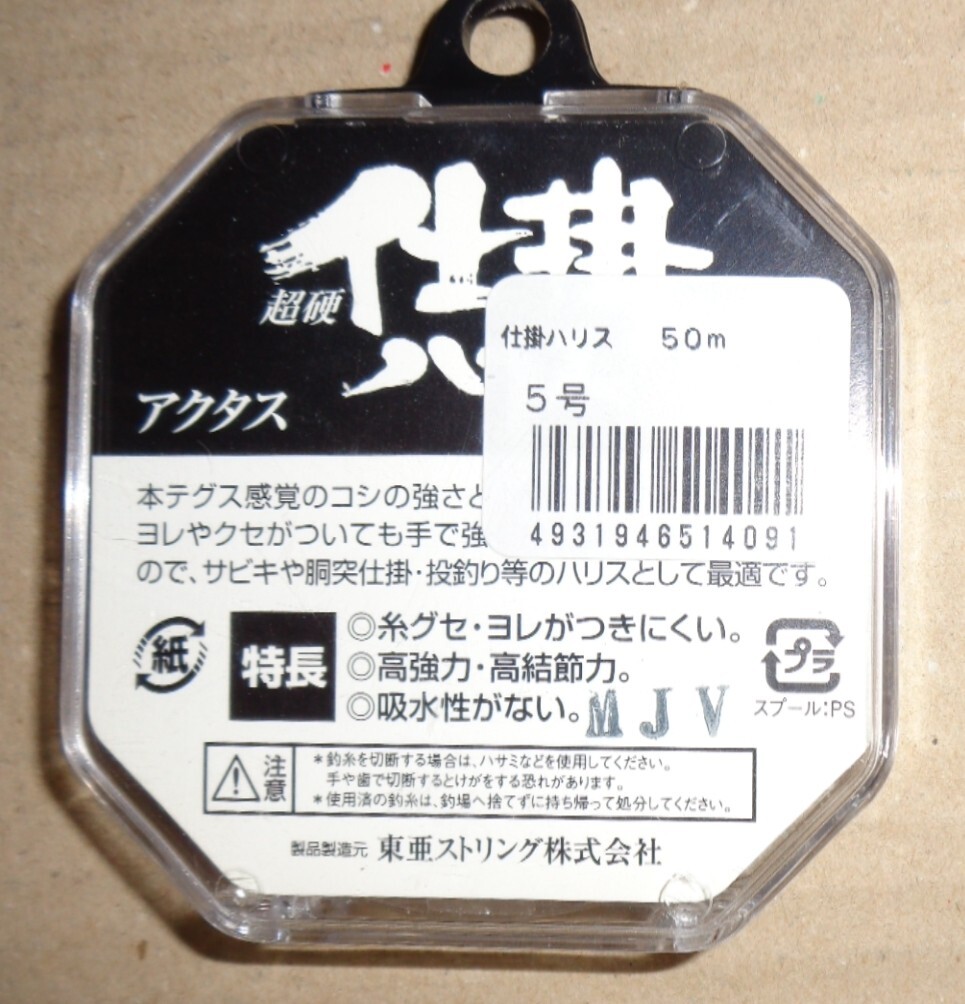 仕掛
超硬
ハ
アクタス
仕掛ハリス 50m
5号
4931946514091
本テグス感覚のコシの強さと
ヨレやクセがついても手で強
ので、サビキや胴突仕掛・投釣り等のハリスとして最適です。
紙
特長
◎糸グセ・ヨレがつきにくい。
◎高強力・高結節力。
◎吸水性がない。
MJV
プラ
スプール:PS
注意
*釣糸を切断する場合は、ハサミなどを使用してください。
手や歯で切断するとけがをする恐れがあります。
*使用済の釣糸は、釣場へ捨てずに持ち帰って処分してください。
製品製造元 東亜ストリング株式会社